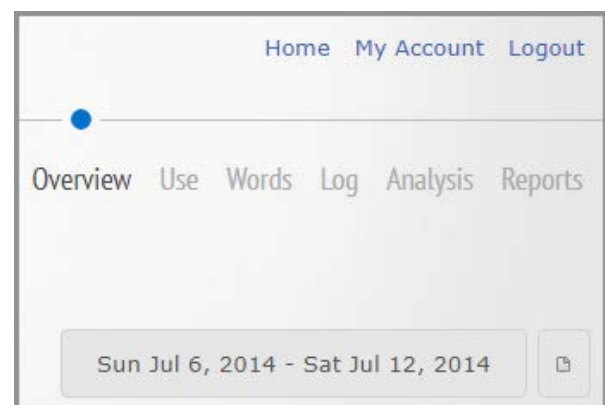 Home My Account Logout
Overview Use Words Log Analysis Reports
Sun Jul 6, 2014 - Sat Jul 12, 2014